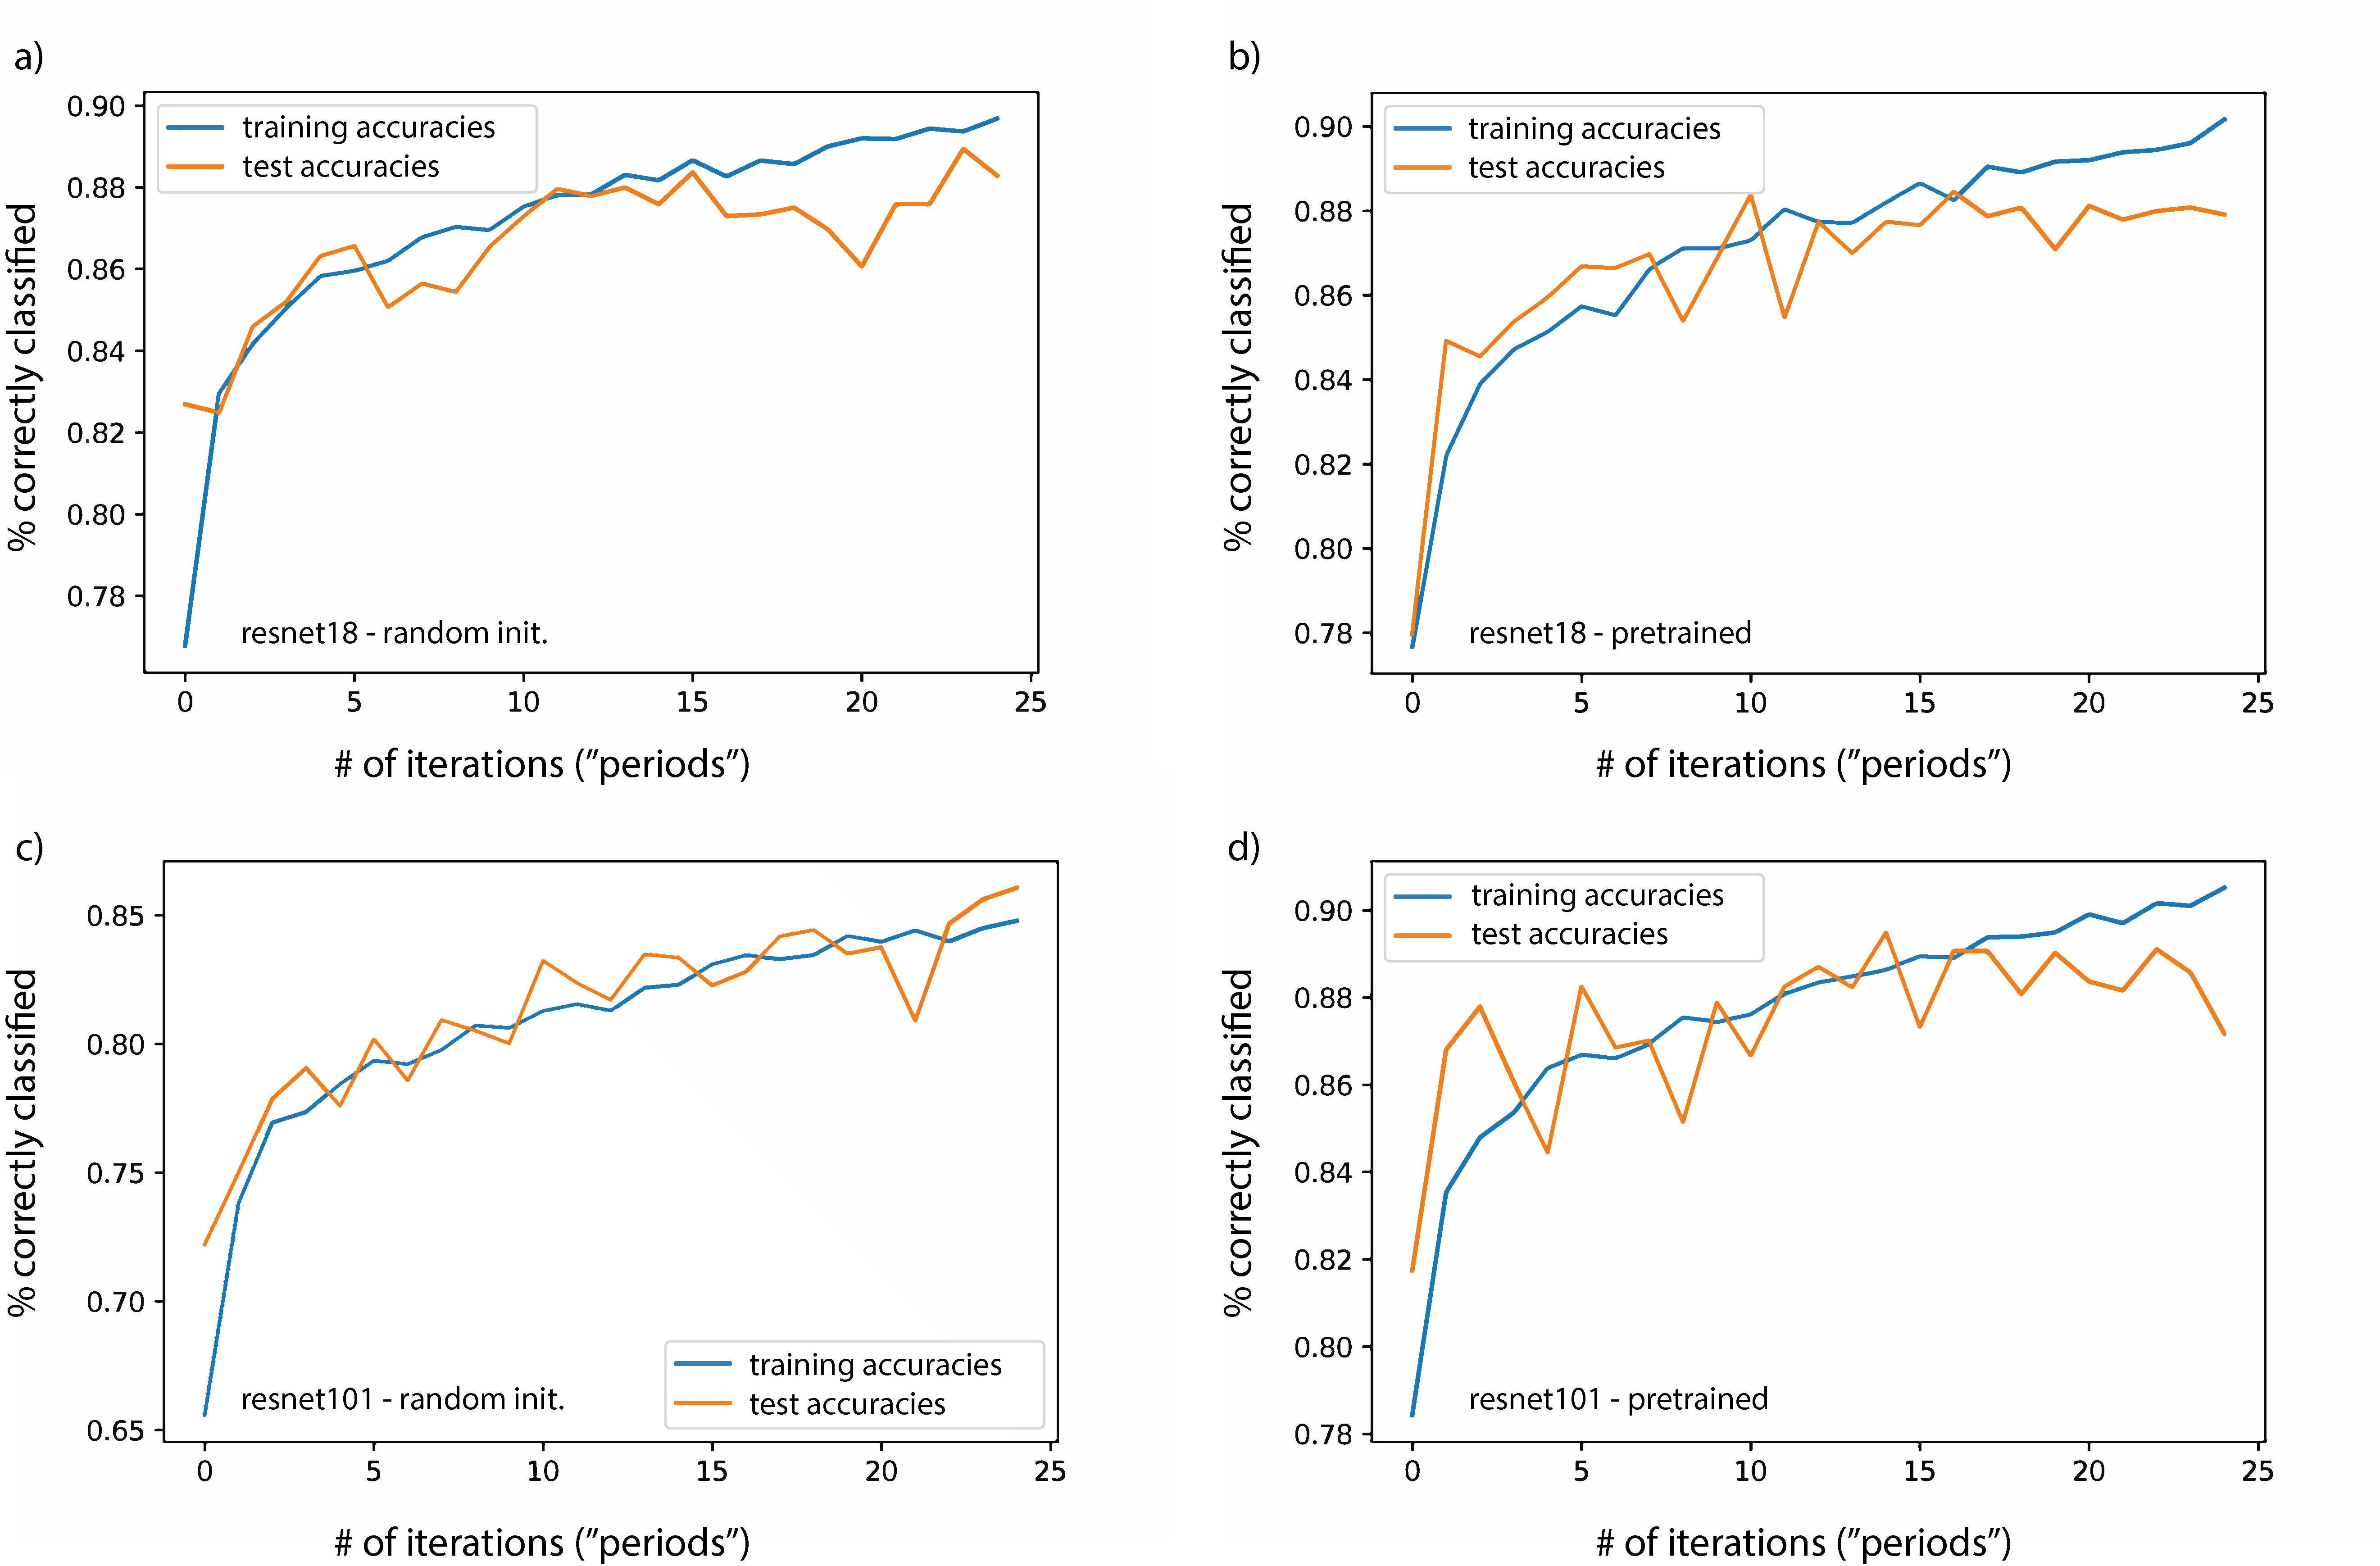 a)
0.90
0.88
0.86
0.84
0.82
0.80
0.78
% correctly classified
training accuracies
test accuracies
resnet18 - random init.
0 5 10 15 20 25
# of iterations ("periods")
b)
0.90
0.88
0.86
0.84
0.82
0.80
0.78
% correctly classified
training accuracies
test accuracies
resnet18 - pretrained
0 5 10 15 20 25
# of iterations ("periods")
c)
0.85
0.80
0.75
0.70
0.65
% correctly classified
training accuracies
test accuracies
resnet101 - random init.
0 5 10 15 20 25
# of iterations ("periods")
d)
0.90
0.88
0.86
0.84
0.82
0.80
0.78
% correctly classified
training accuracies
test accuracies
resnet101 - pretrained
0 5 10 15 20 25
# of iterations ("periods")